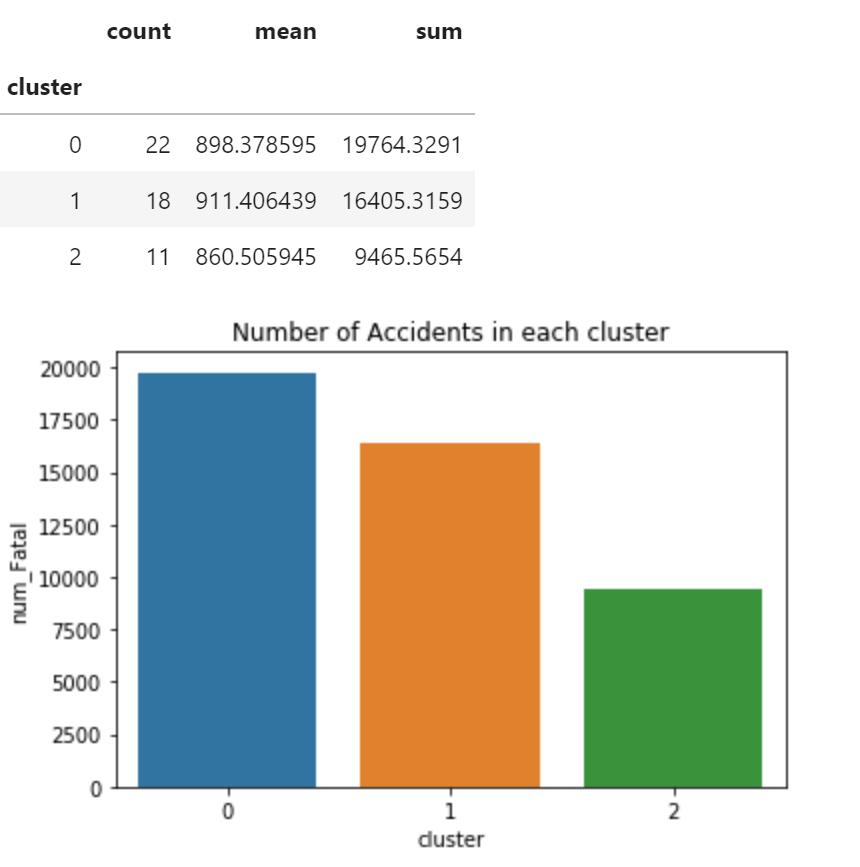 count mean sum
cluster
0 22 898.378595 19764.3291
1 18 911.406439 16405.3159
2 11 860.505945 9465.5654
Number of Accidents in each cluster
20000
17500
15000
12500
10000
7500
5000
2500
0
num_Fatal
0 1 2
cluster